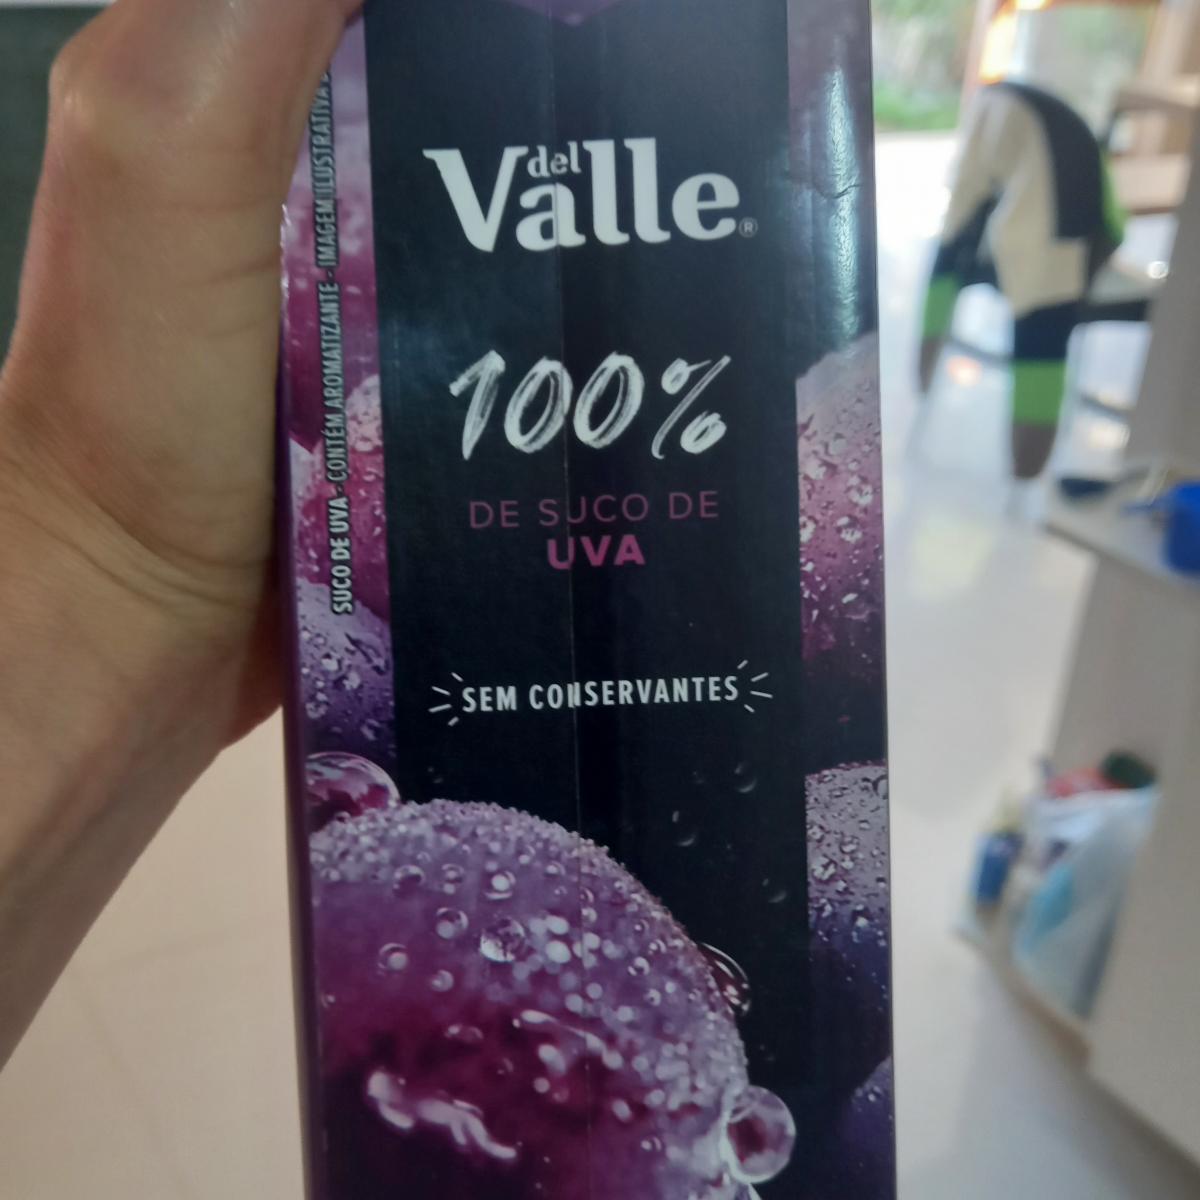 del
Valle®
100%
DE SUCO DE
UVA
SEM CONSERVANTES
SUCO DE UVA - CONTÉM AROMATIZANTE - IMAGEM ILUSTRATIVA